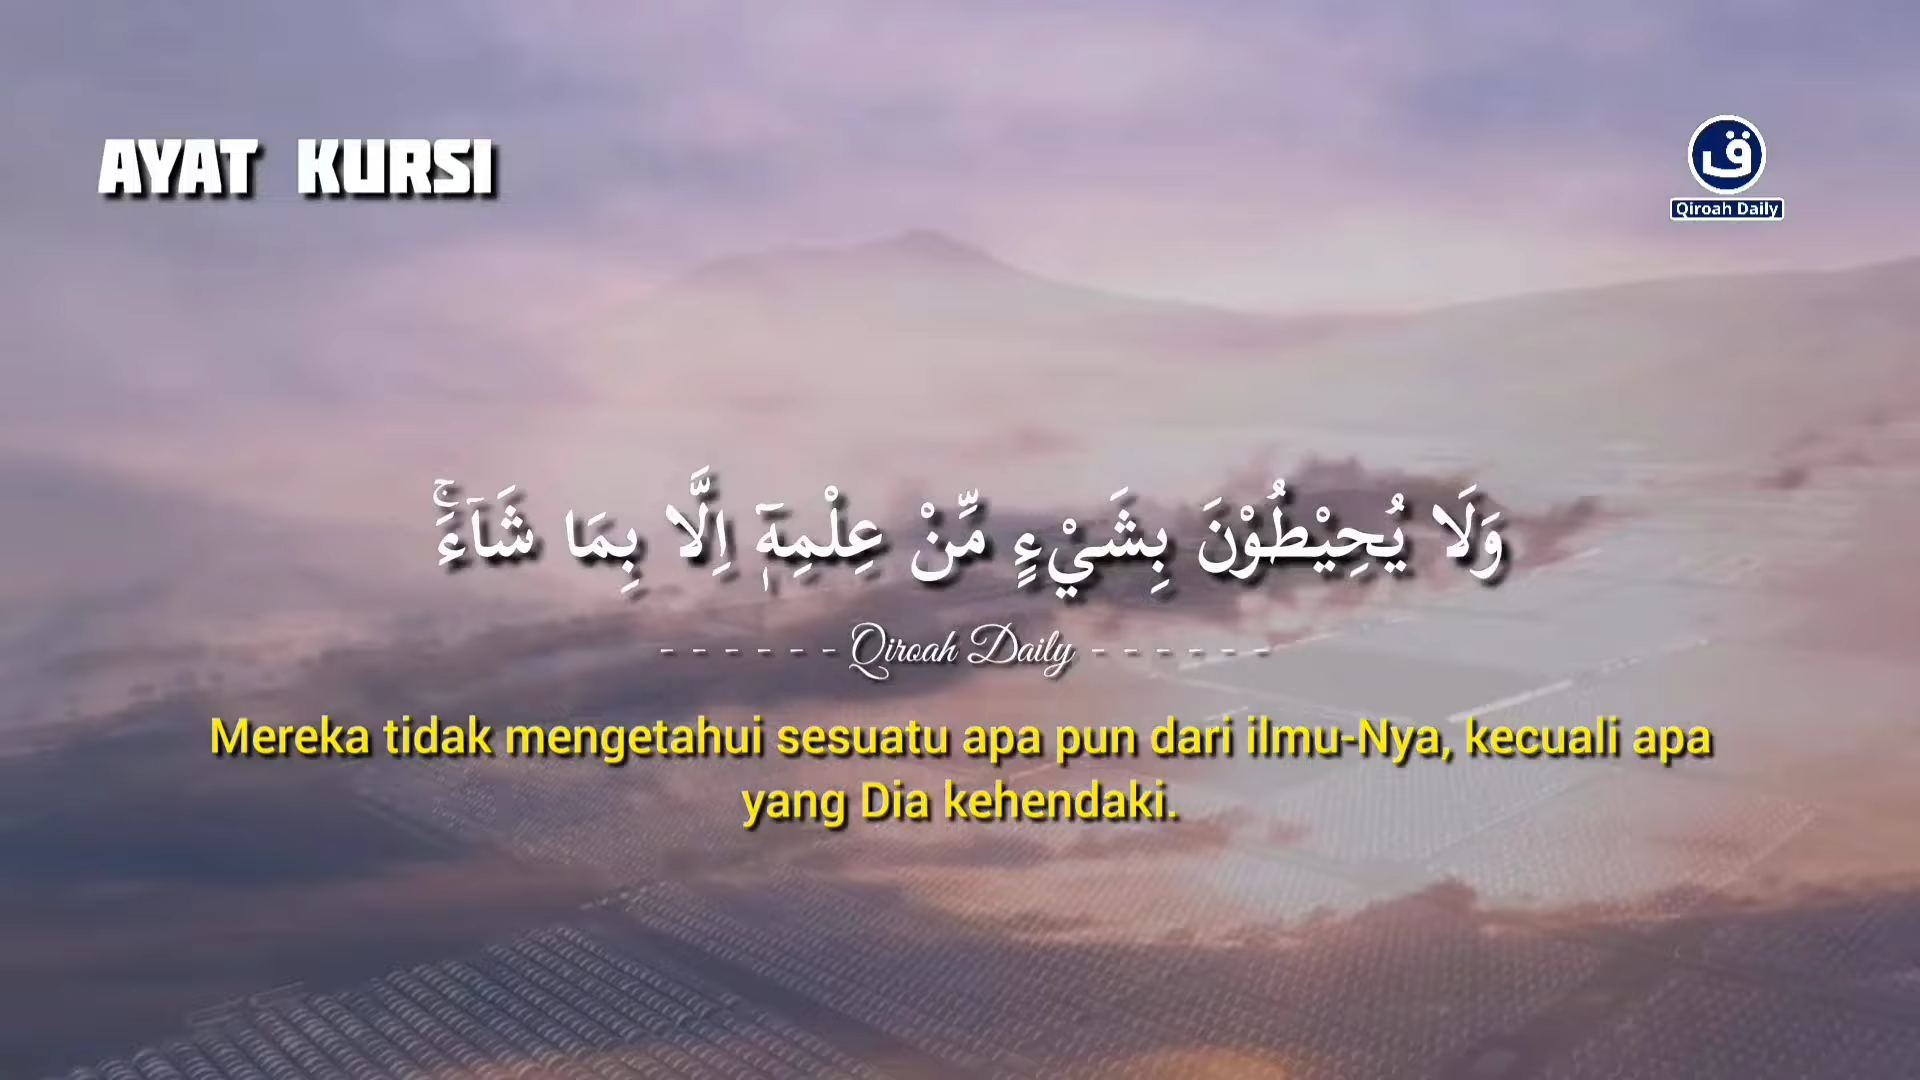 AYAT KURSI
ق
Qiroah Daily
وَلَا يُحِيْطُوْنَ بِشَيْءٍ مِّنْ عِلْمِهٖٓ اِلَّا بِمَا شَاۤءَۚ
------ Qiroah Daily ------
Mereka tidak mengetahui sesuatu apa pun dari ilmu-Nya, kecuali apa
yang Dia kehendaki.